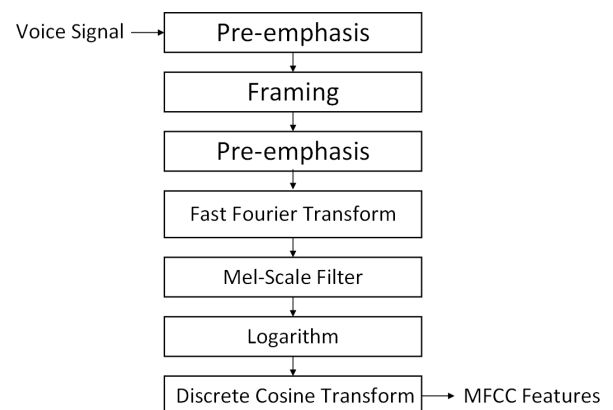 Voice Signal
Pre-emphasis
Framing
Pre-emphasis
Fast Fourier Transform
Mel-Scale Filter
Logarithm
Discrete Cosine Transform
MFCC Features